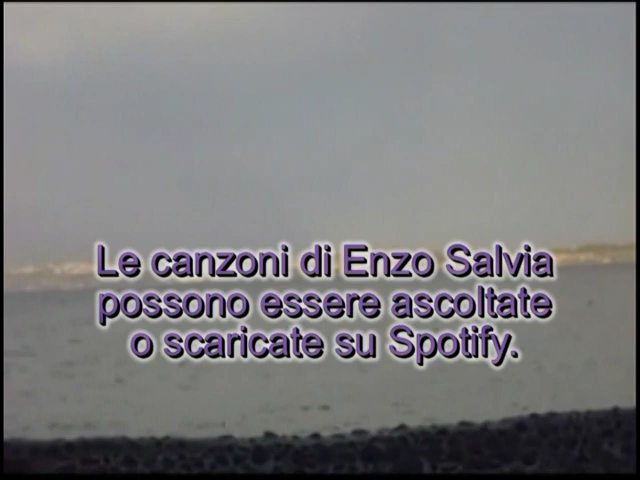 Le canzoni di Enzo Salvia
possono essere ascoltate
o scaricate su Spotify.